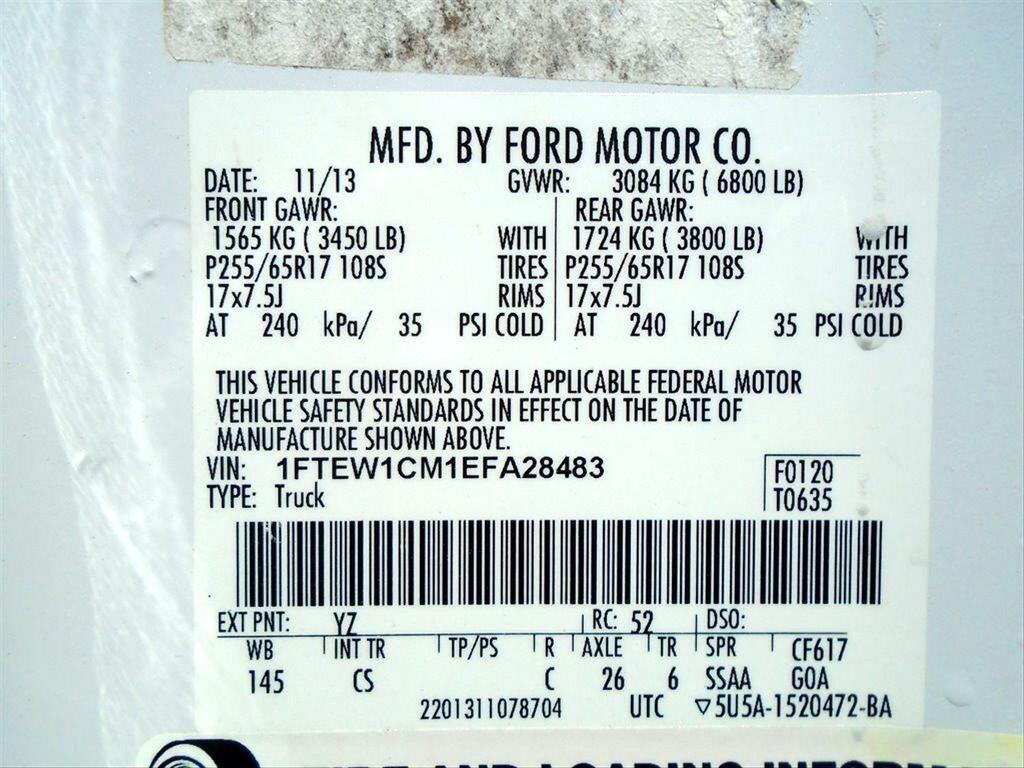 MFD. BY FORD MOTOR CO.
DATE: 11/13 GVWR: 3084 KG ( 6800 LB)
FRONT GAWR: REAR GAWR:
1565 KG ( 3450 LB) WITH 1724 KG ( 3800 LB) WITH
P255/65R17 108S TIRES P255/65R17 108S TIRES
17x7.5J RIMS 17x7.5J RIMS
AT 240 kPa/ 35 PSI COLD AT 240 kPa/ 35 PSI COLD
THIS VEHICLE CONFORMS TO ALL APPLICABLE FEDERAL MOTOR
VEHICLE SAFETY STANDARDS IN EFFECT ON THE DATE OF
MANUFACTURE SHOWN ABOVE.
VIN: 1FTEW1CM1EFA28483 F0120
TYPE: Truck T0635
EXT PNT: YZ RC: 52 DSO:
WB INT TR TP/PS R AXLE TR SPR CF617
145 CS C 26 6 SSAA GOA
2201311078704 UTC ▽5U5A-1520472-BA
AND LOADING